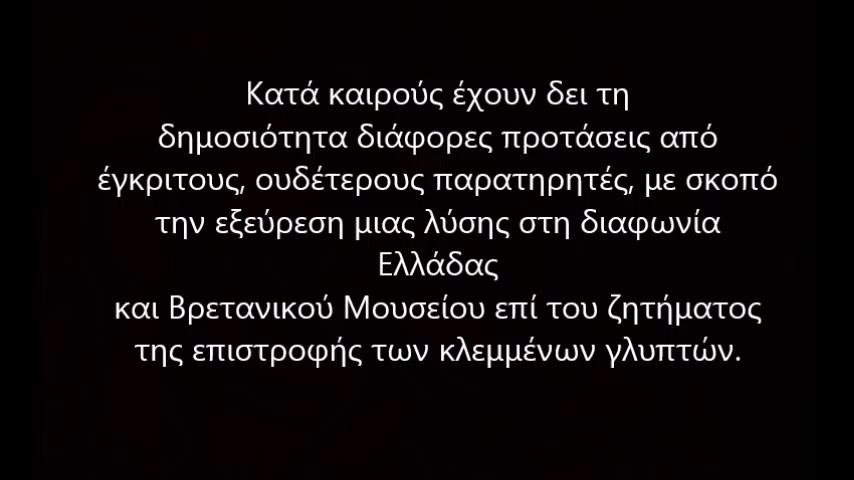 Κατά καιρούς έχουν δει τη
δημοσιότητα διάφορες προτάσεις από
έγκριτους, ουδέτερους παρατηρητές, με σκοπό
την εξεύρεση μιας λύσης στη διαφωνία
Ελλάδας
και Βρετανικού Μουσείου επί του ζητήματος
της επιστροφής των κλεμμένων γλυπτών.